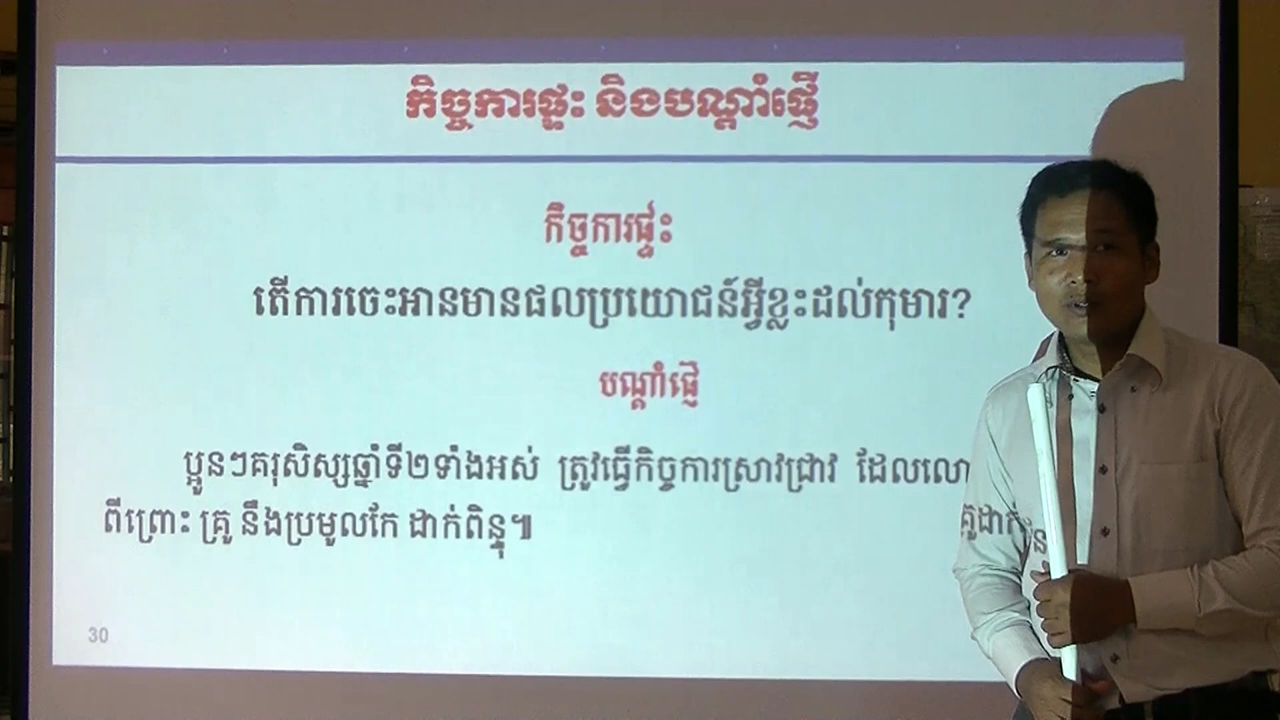 កិច្ចការផ្ទះ និងបណ្ដាំផ្ញើ
កិច្ចការផ្ទះ
តើការចេះអានមានផលប្រយោជន៍អ្វីខ្លះដល់កុមារ?
បណ្ដាំផ្ញើ
ប្អូនៗគរុសិស្សឆ្នាំទី២ទាំងអស់ ត្រូវធ្វើកិច្ចការស្រាវជ្រាវ ដែលលោ
គ្រូដាក់
ពីព្រោះ គ្រូ នឹងប្រមូលកែ ដាក់ពិន្ទុ៕
30